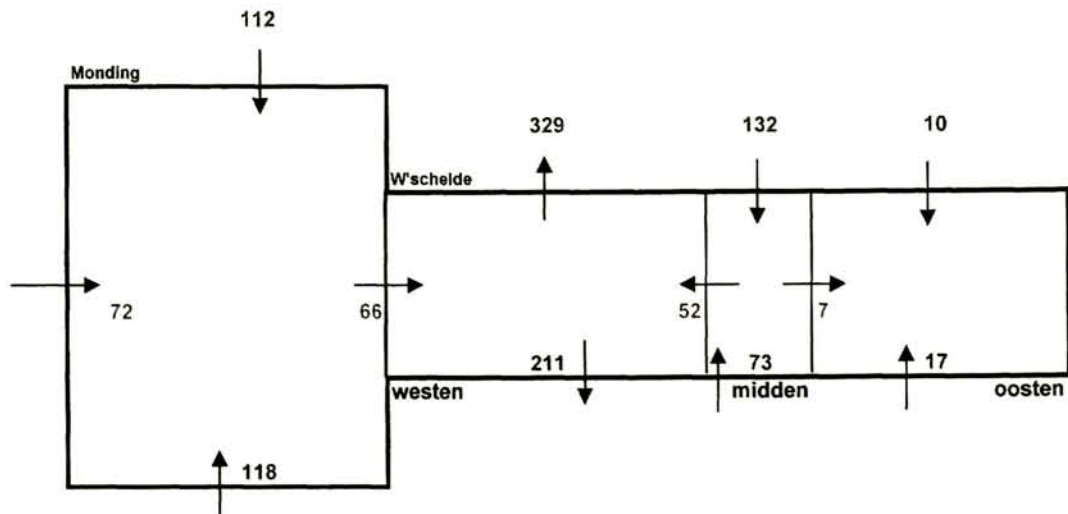 112
Monding
329 132 10
W'schelde
72 66 52 7
211 73 17
westen midden oosten
118